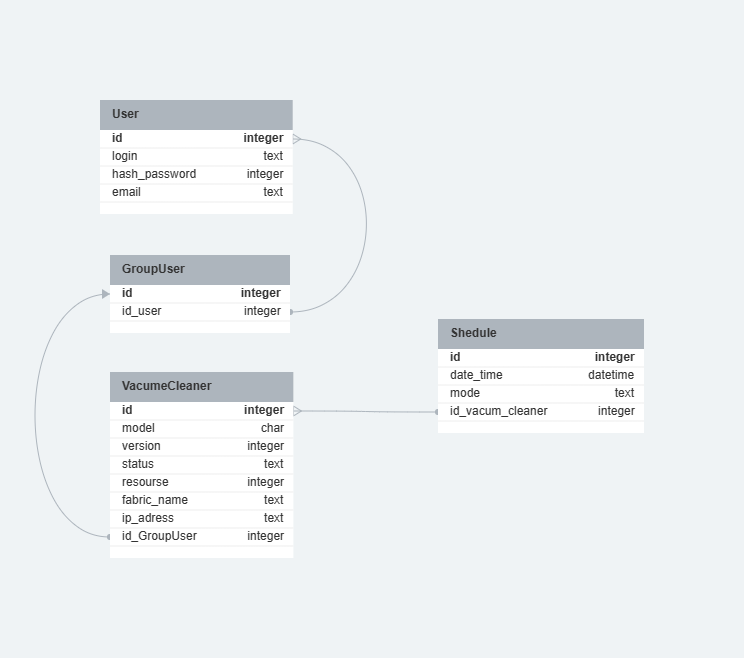 User
id integer
login text
hash_password integer
email text
GroupUser
id integer
id_user integer
VacumeCleaner
id integer
model char
version integer
status text
resourse integer
fabric_name text
ip_adress text
id_GroupUser integer
Shedule
id integer
date_time datetime
mode text
id_vacum_cleaner integer